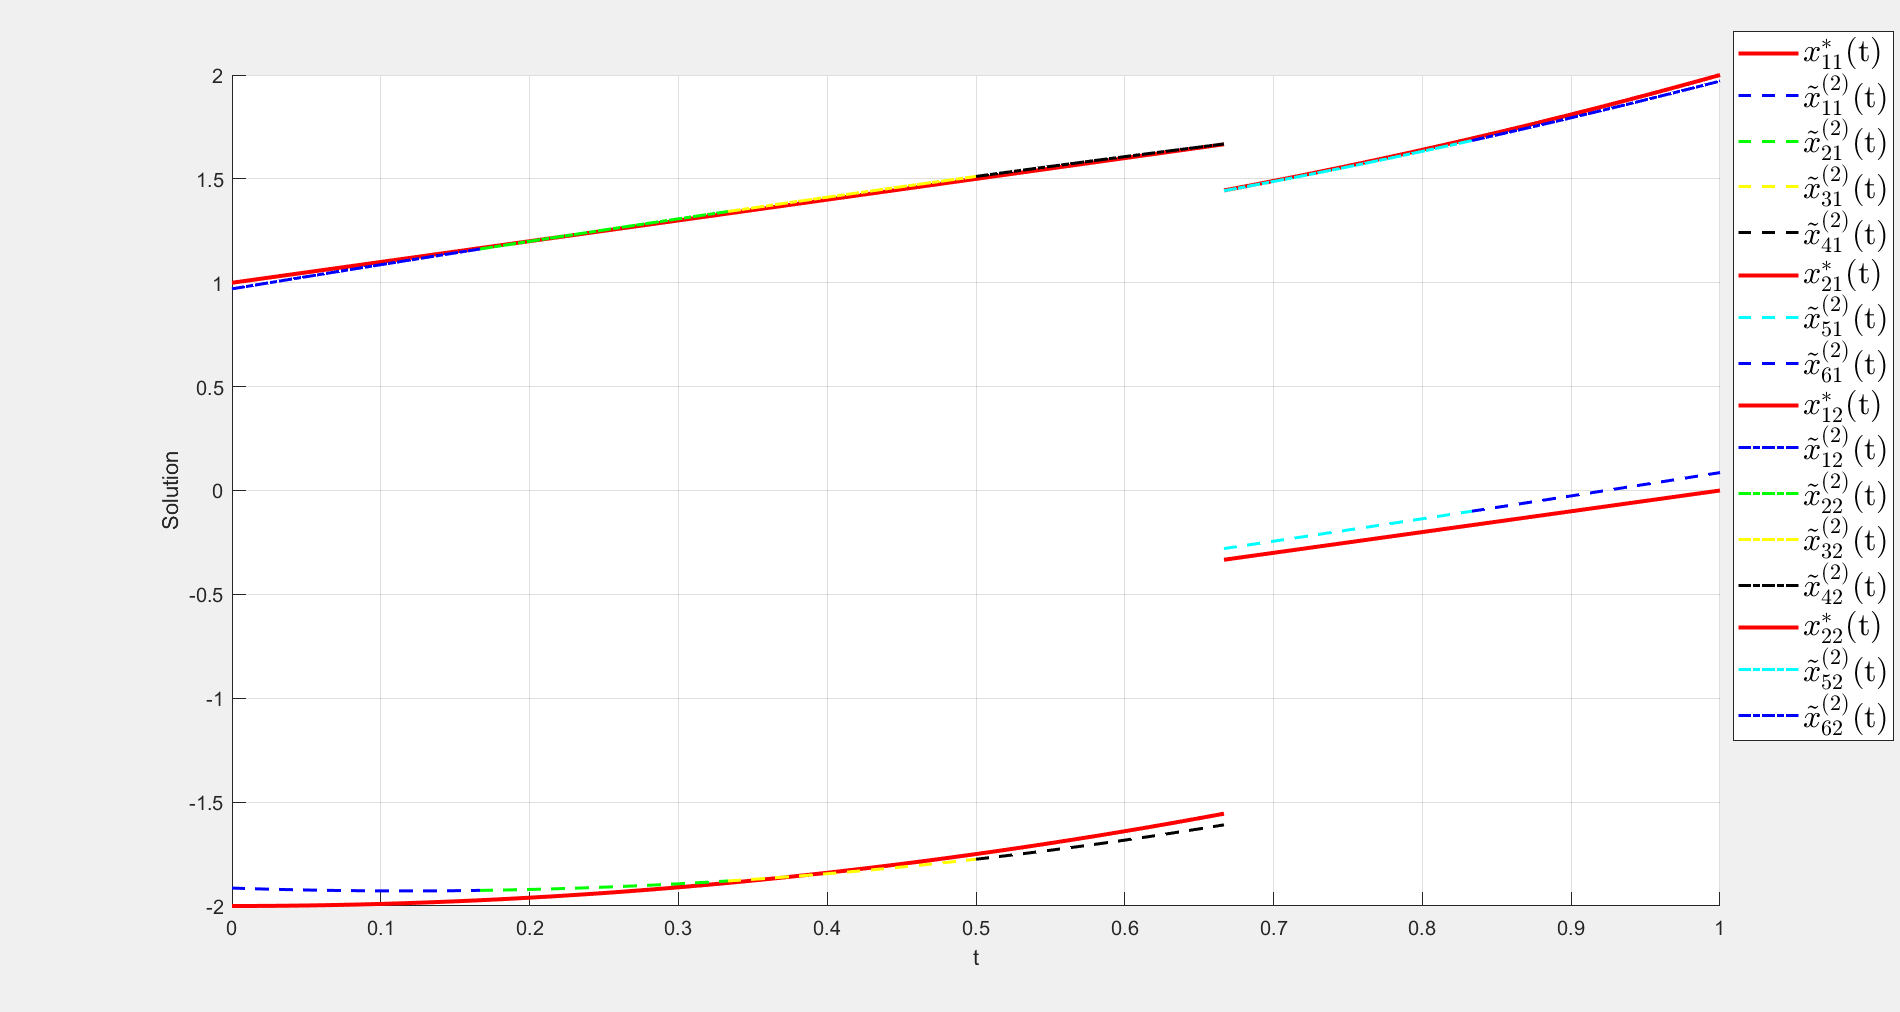 2
1.5
1
0.5
0
-0.5
-1
-1.5
-2
Solution
0 0.1 0.2 0.3 0.4 0.5 0.6 0.7 0.8 0.9 1
t
x*₁₁(t)
x̃₁₁⁽²⁾(t)
x̃₂₁⁽²⁾(t)
x̃₃₁⁽²⁾(t)
x̃₄₁⁽²⁾(t)
x*₂₁(t)
x̃₅₁⁽²⁾(t)
x̃₆₁⁽²⁾(t)
x*₁₂(t)
x̃₁₂⁽²⁾(t)
x̃₂₂⁽²⁾(t)
x̃₃₂⁽²⁾(t)
x̃₄₂⁽²⁾(t)
x*₂₂(t)
x̃₅₂⁽²⁾(t)
x̃₆₂⁽²⁾(t)